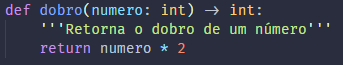 def dobro(numero: int) -> int:
    '''Retorna o dobro de um número'''
    return numero * 2